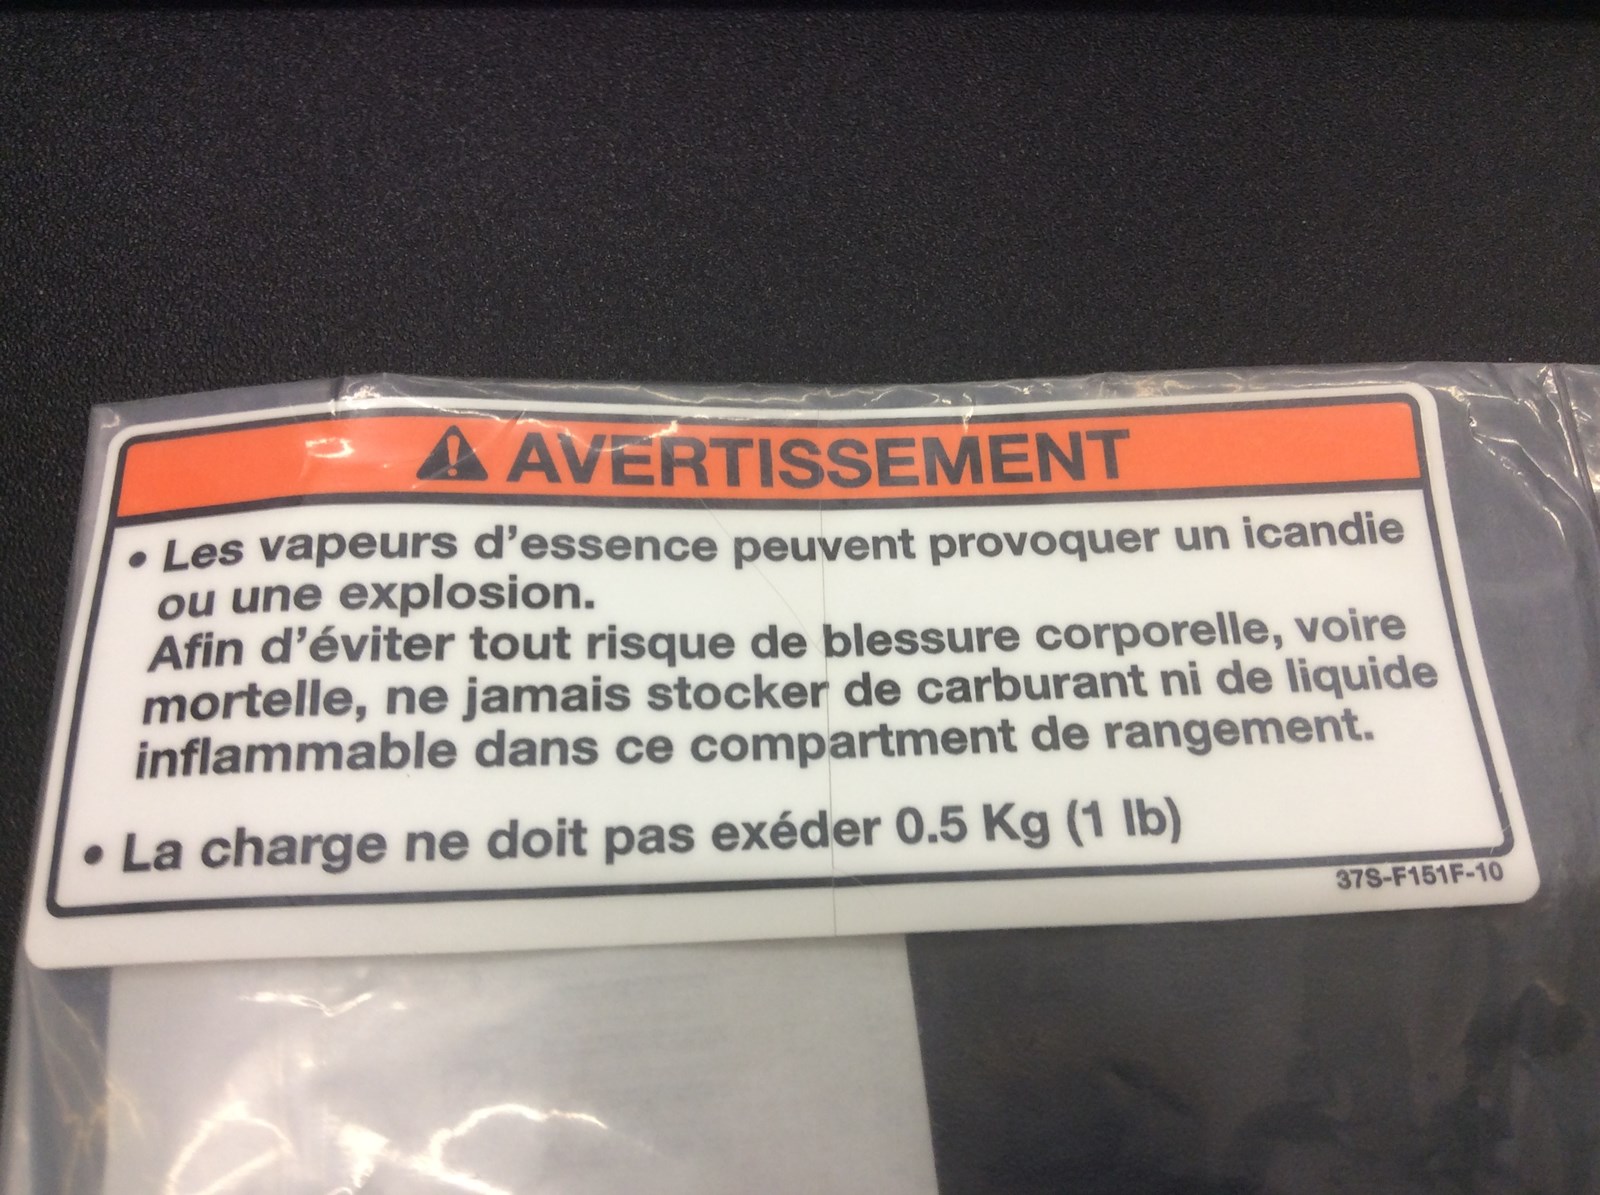 AVERTISSEMENT
• Les vapeurs d'essence peuvent provoquer un icandie
ou une explosion.
Afin d'éviter tout risque de blessure corporelle, voire
mortelle, ne jamais stocker de carburant ni de liquide
inflammable dans ce compartment de rangement.
• La charge ne doit pas exéder 0.5 Kg (1 lb)
37S-F151F-10